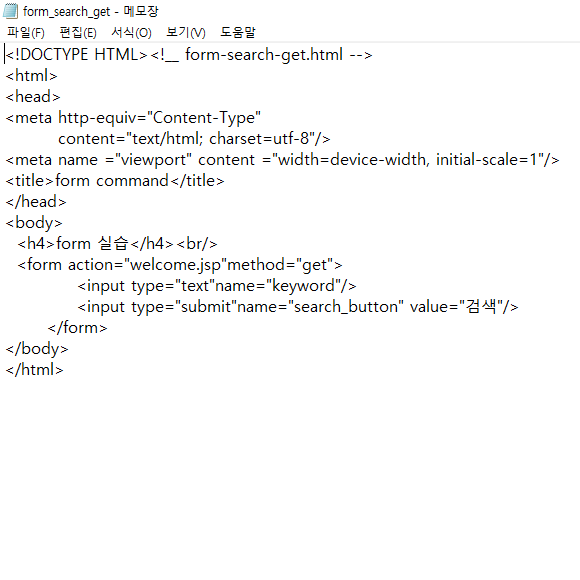 form_search_get - 메모장
파일(F) 편집(E) 서식(O) 보기(V) 도움말
<!DOCTYPE HTML><!__ form-search-get.html -->
<html>
<head>
<meta http-equiv="Content-Type"
content="text/html; charset=utf-8"/>
<meta name ="viewport" content ="width=device-width, initial-scale=1"/>
<title>form command</title>
</head>
<body>
<h4>form 실습</h4><br/>
<form action="welcome.jsp"method="get">
<input type="text"name="keyword"/>
<input type="submit"name="search_button" value="검색"/>
</form>
</body>
</html>